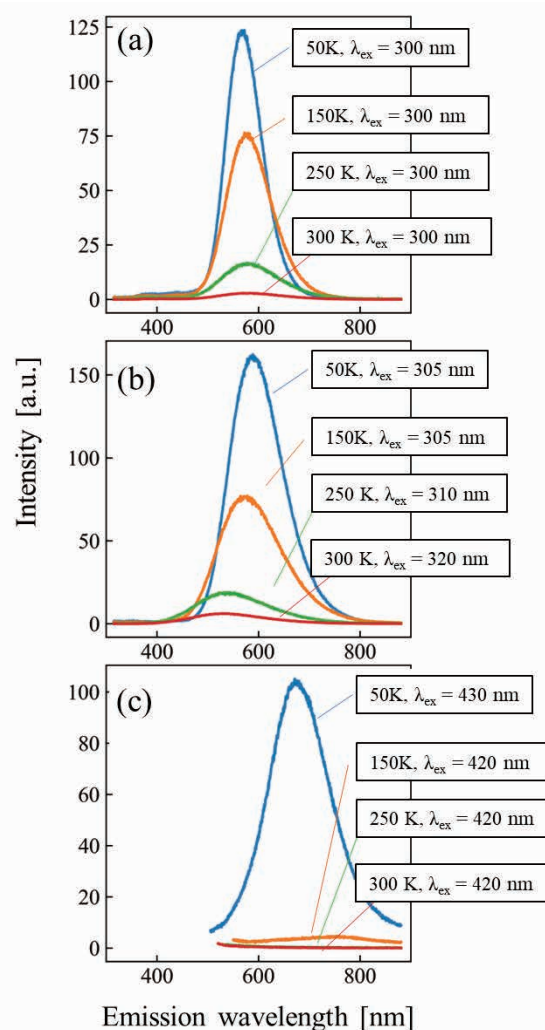 (a)
125
100
75
50
25
0
400 600 800
50K, λex = 300 nm
150K, λex = 300 nm
250 K, λex = 300 nm
300 K, λex = 300 nm
(b)
150
100
50
0
400 600 800
50K, λex = 305 nm
150K, λex = 305 nm
250 K, λex = 310 nm
300 K, λex = 320 nm
(c)
100
80
60
40
20
0
400 600 800
50K, λex = 430 nm
150K, λex = 420 nm
250 K, λex = 420 nm
300 K, λex = 420 nm
Intensity [a.u.]
Emission wavelength [nm]